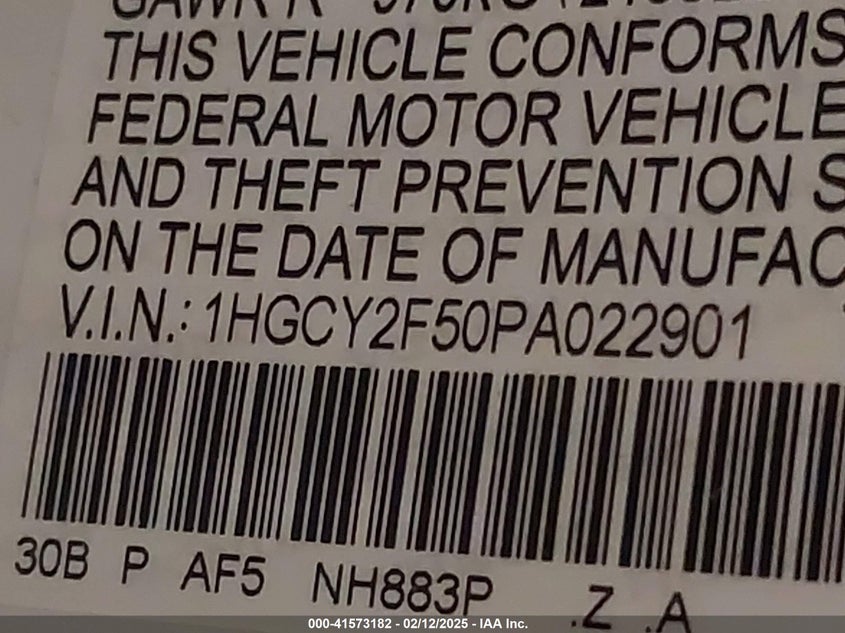 THIS VEHICLE CONFORMS
FEDERAL MOTOR VEHICLE
AND THEFT PREVENTION S
ON THE DATE OF MANUFAC
V.I.N.: 1HGCY2F50PA022901
30B P AF5 NH883P .Z .A
000-41573182 - 02/12/2025 - IAA Inc.